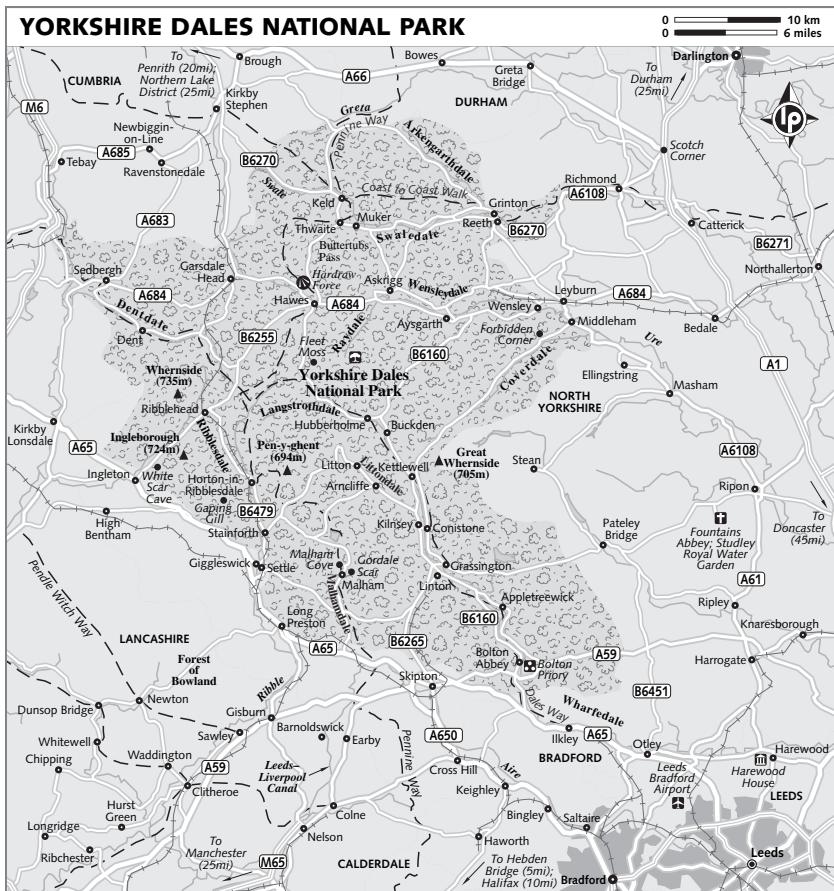 YORKSHIRE DALES NATIONAL PARK
0 10 km
0 6 miles
To
Penrith (20mi);
Northern Lake
District (25mi)
Brough
Bowes
Darlington
CUMBRIA
A66
Greta
Bridge
To
Durham
(25mi)
lp
M6
Kirkby
Stephen
DURHAM
Greta
Pennine Way
Arkengarthdale
Newbiggin-
on-Line
A685
Tebay
Ravenstonedale
B6270
Scotch
Corner
Swale
Coast to Coast Walk
Richmond
A6108
Keld
Grinton
A683
Thwaite
Muker
Reeth
B6270
Catterick
Swaledale
B6271
Buttertubs
Pass
Northallerton
Sedbergh
Garsdale
Head
Hardraw
Force
Askrigg
Wensleydale
Leyburn
A684
A684
A684
Hawes
Wensley
Dentdale
Aysgarth
Forbidden
Corner
Middleham
Bedale
Dent
B6255
Fleet
Moss
Raydale
B6160
Coverdale
Ure
A1
Whernside
(735m)
Yorkshire Dales
National Park
Ellingstring
Masham
Ribblehead
Langstrothdale
NORTH
YORKSHIRE
Kirkby
Lonsdale
Hubberholme
Buckden
A65
Ingleborough
(724m)
Ribblesdale
Pen-y-ghent
(694m)
Great
Whernside
(705m)
A6108
Litton
Littondale
Kettlewell
Stean
Ingleton
White
Scar
Cave
Horton-in-
Ribblesdale
Arncliffe
Ripon
Gaping
Gill
B6479
High
Bentham
Kilnsey
Conistone
Fountains
Abbey; Studley
Royal Water
Garden
To
Doncaster
(45mi)
Stainforth
Pateley
Bridge
Giggleswick
Settle
Malham
Cove
Gordale
Scar
Malham
Grassington
Linton
A61
Pendle Witch Way
Malhamdale
Appletreewick
Ripley
Long
Preston
B6160
Knaresborough
LANCASHIRE
A65
B6265
Bolton
Abbey
Bolton
Priory
A59
Harrogate
Forest
of
Bowland
Skipton
B6451
Newton
Ribble
Dales Way
Wharfedale
Dunsop Bridge
Gisburn
Whitewell
Sawley
Barnoldswick
Earby
Pennine Way
A650
Ilkley
A65
Otley
Harewood
Waddington
Chipping
A59
Leeds–
Liverpool
Canal
Cross Hill
Aire
BRADFORD
Leeds
Bradford
Airport
Harewood
House
Clitheroe
Keighley
LEEDS
Hurst
Green
Colne
Bingley
Saltaire
Longridge
Nelson
Haworth
Ribchester
To
Manchester
(25mi)
M65
CALDERDALE
To Hebden
Bridge (5mi);
Halifax (10mi)
Bradford
Leeds